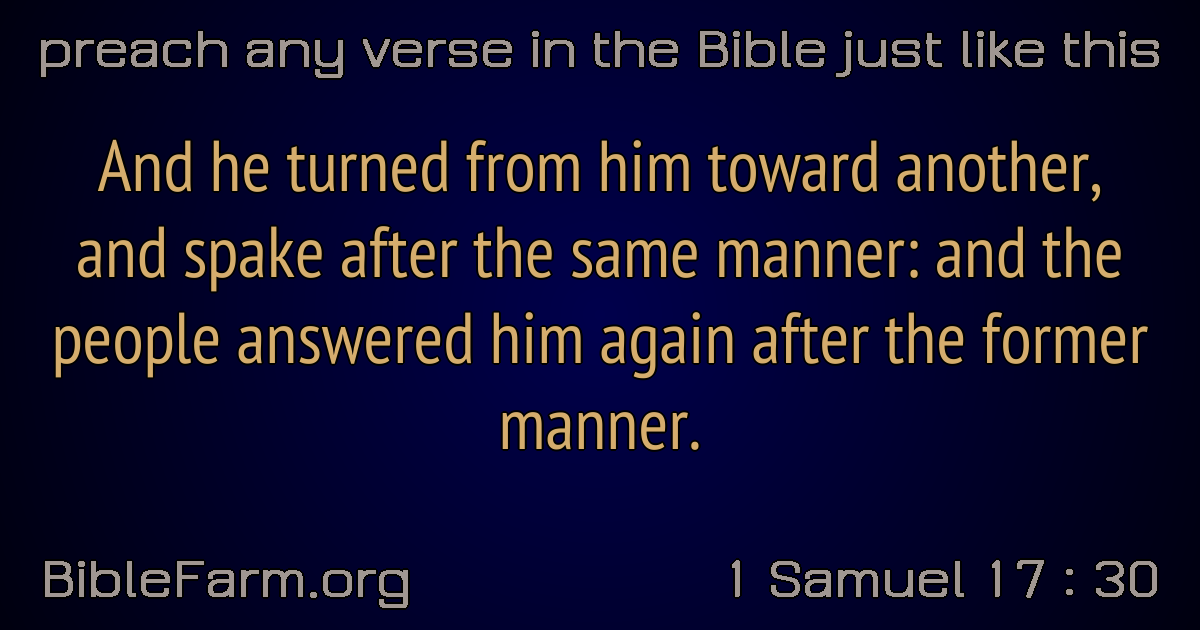 preach any verse in the Bible just like this
And he turned from him toward another,
and spake after the same manner: and the
people answered him again after the former
manner.
BibleFarm.org
1 Samuel 17 : 30